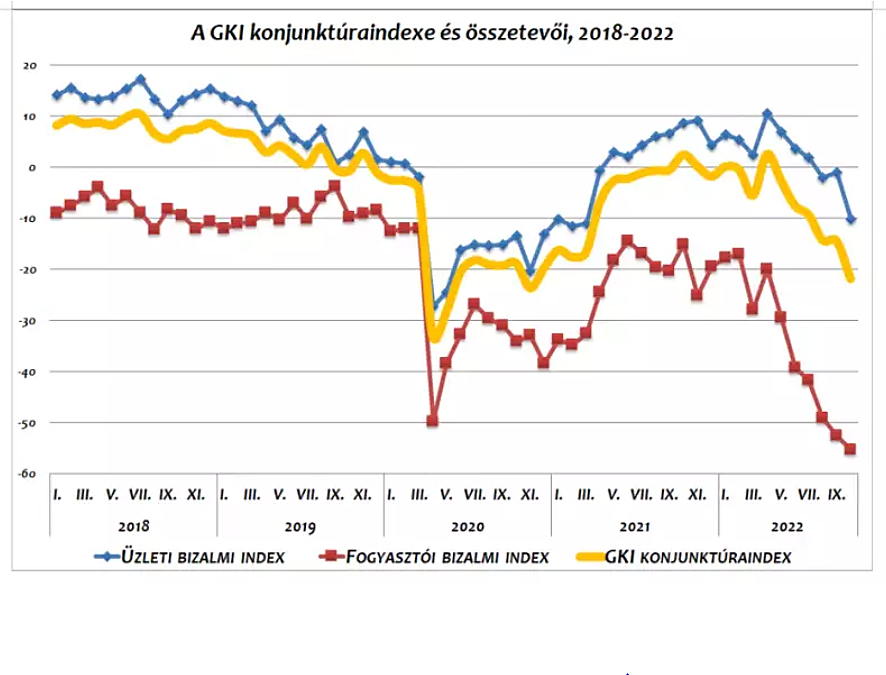 A GKI konjunktúraindexe és összetevői, 2018-2022
20
10
0
-10
-20
-30
-40
-50
-60
I. III. V. VII. IX. XI. I. III. V. VII. IX. XI. I. III. V. VII. IX. XI. I. III. V. VII. IX. XI. I. III. V. VII. IX.
2018 2019 2020 2021 2022
ÜZLETI BIZALMI INDEX FOGYASZTÓI BIZALMI INDEX GKI KONJUNKTÚRAINDEX